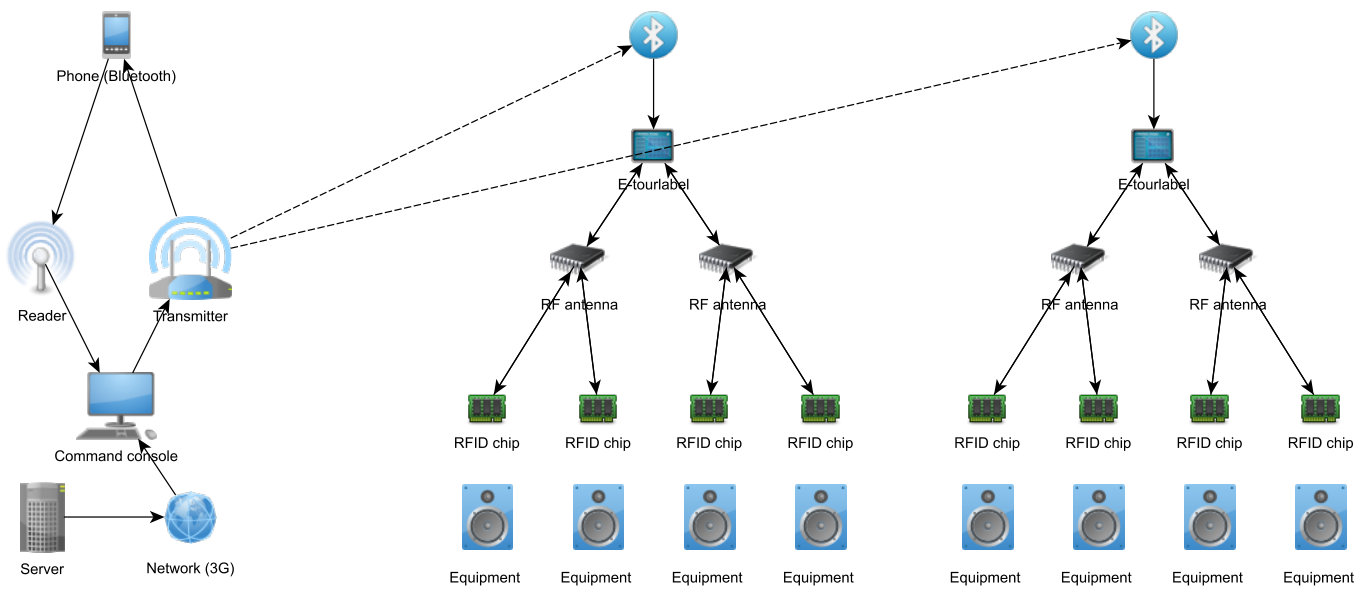 Phone (Bluetooth)
E-tourlabel
E-tourlabel
Reader
Transmitter
RF antenna
RF antenna
RF antenna
RF antenna
Command console
RFID chip
RFID chip
RFID chip
RFID chip
RFID chip
RFID chip
RFID chip
RFID chip
Server
Network (3G)
Equipment
Equipment
Equipment
Equipment
Equipment
Equipment
Equipment
Equipment